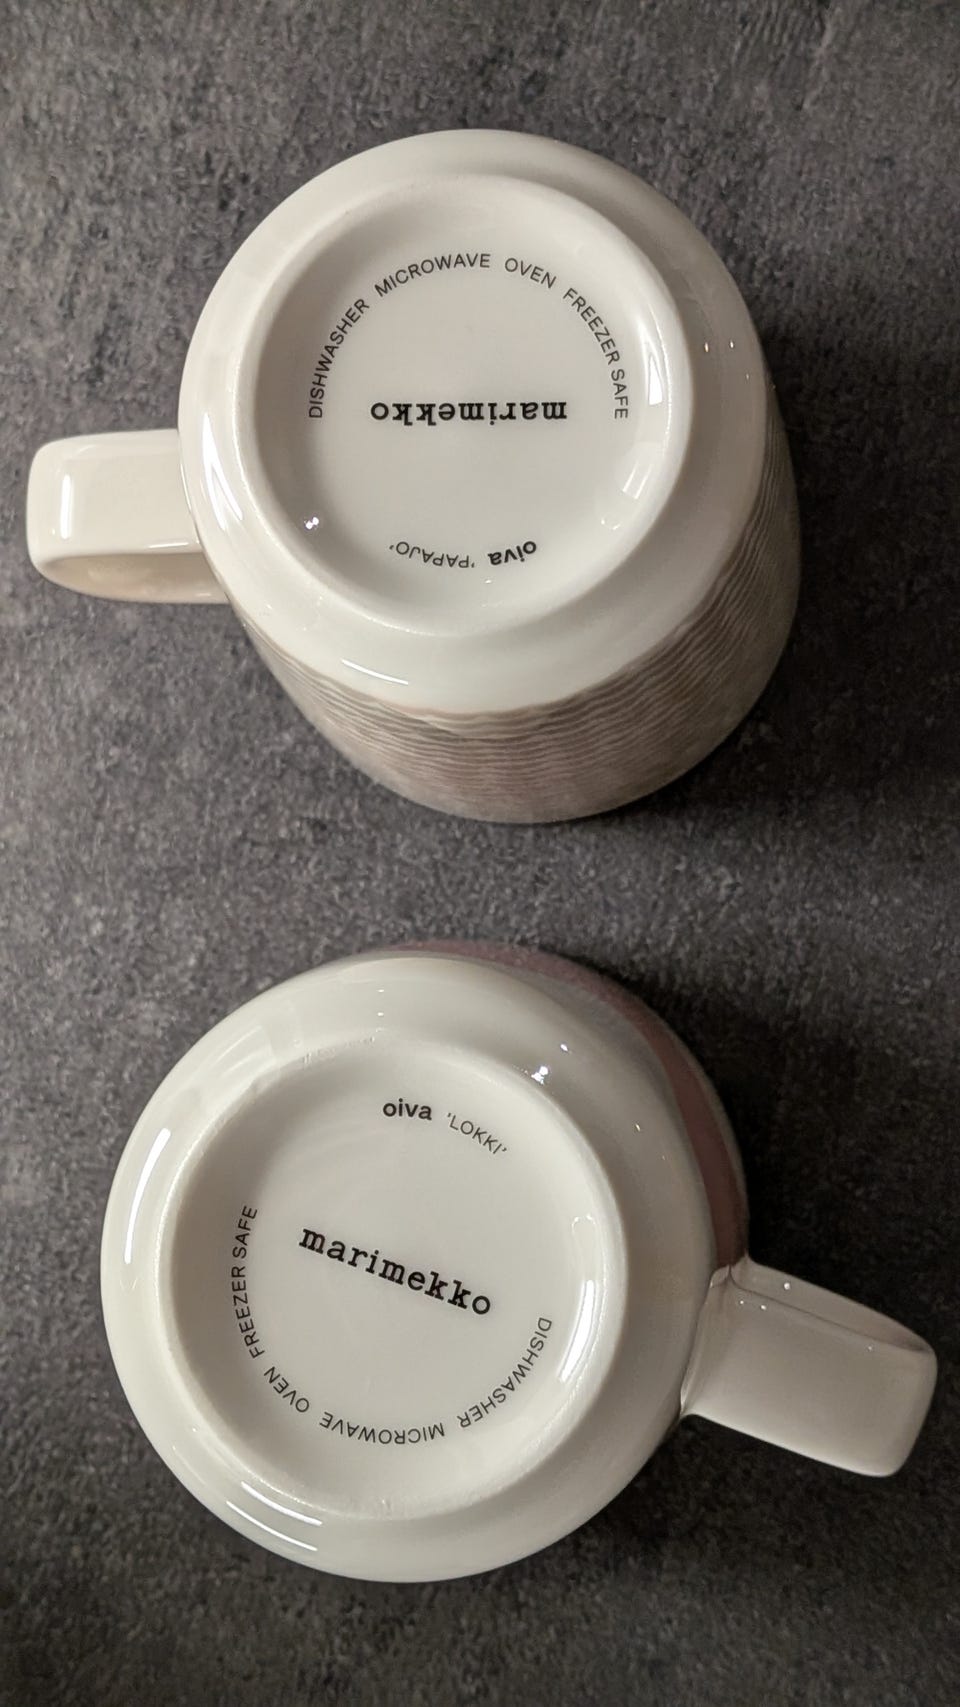 DISHWASHER MICROWAVE OVEN FREEZER SAFE
marimekko
oiva 'PAPAJO'
oiva 'LOKKI'
marimekko
DISHWASHER MICROWAVE OVEN FREEZER SAFE